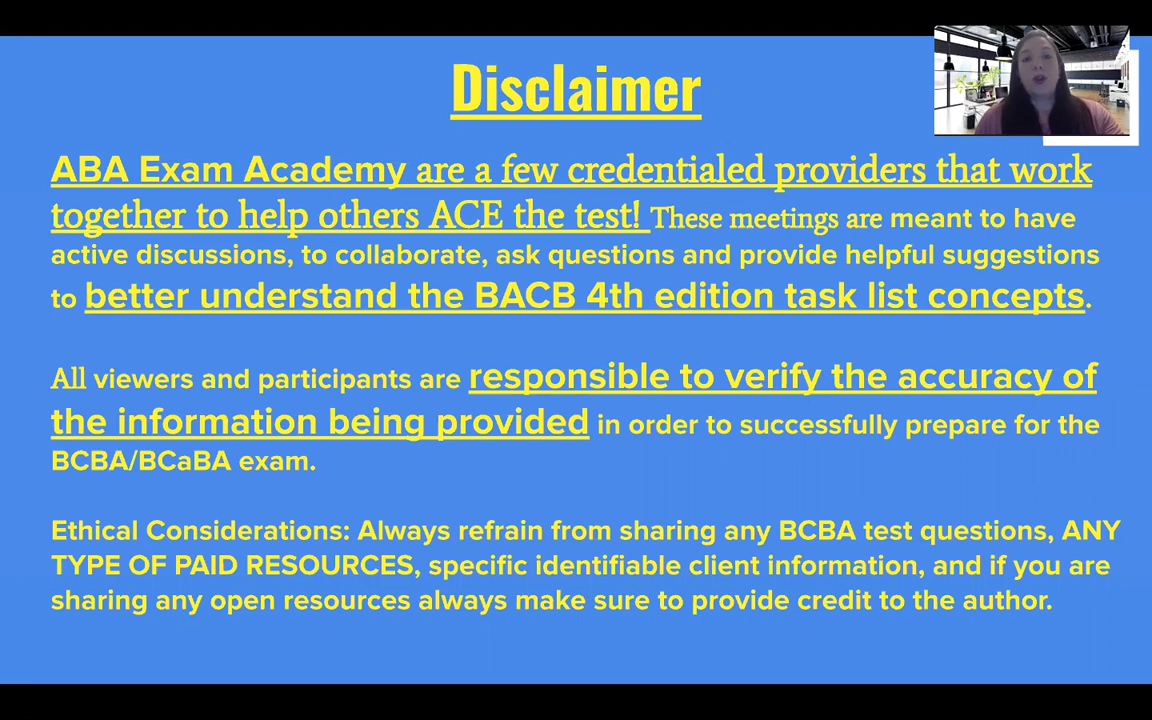 Disclaimer
ABA Exam Academy are a few credentialed providers that work
together to help others ACE the test! These meetings are meant to have
active discussions, to collaborate, ask questions and provide helpful suggestions
to better understand the BACB 4th edition task list concepts.
All viewers and participants are responsible to verify the accuracy of
the information being provided in order to successfully prepare for the
BCBA/BCaBA exam.
Ethical Considerations: Always refrain from sharing any BCBA test questions, ANY
TYPE OF PAID RESOURCES, specific identifiable client information, and if you are
sharing any open resources always make sure to provide credit to the author.